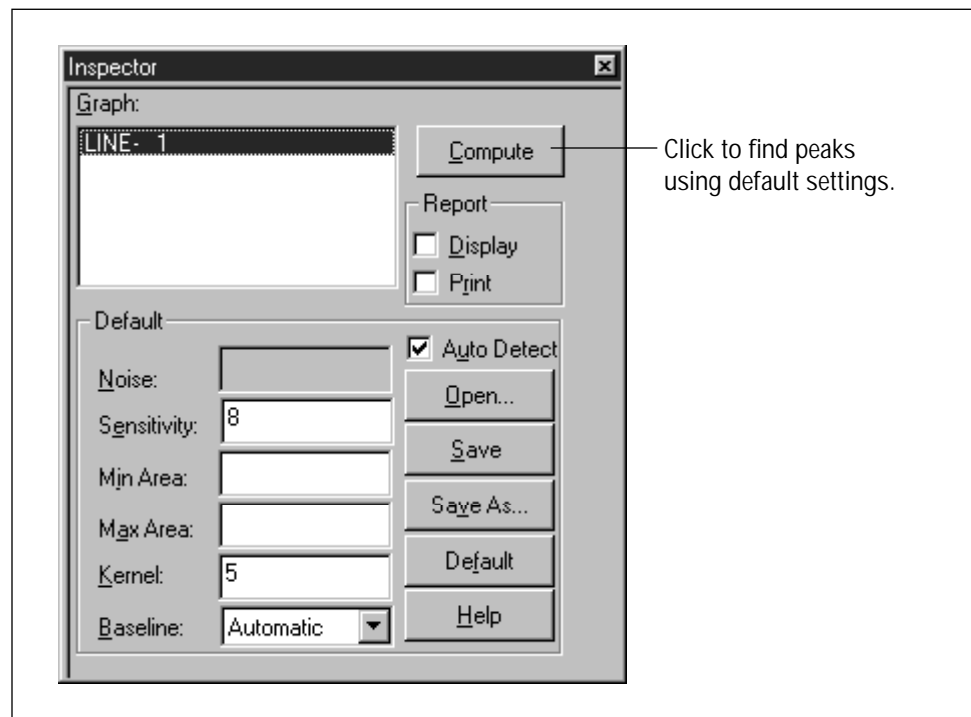 Inspector
Graph:
LINE- 1
Compute
Click to find peaks
using default settings.
Report
Display
Print
Default
Auto Detect
Noise:
Open...
Sensitivity: 8
Save
Min Area:
Save As...
Max Area:
Default
Kernel: 5
Help
Baseline: Automatic